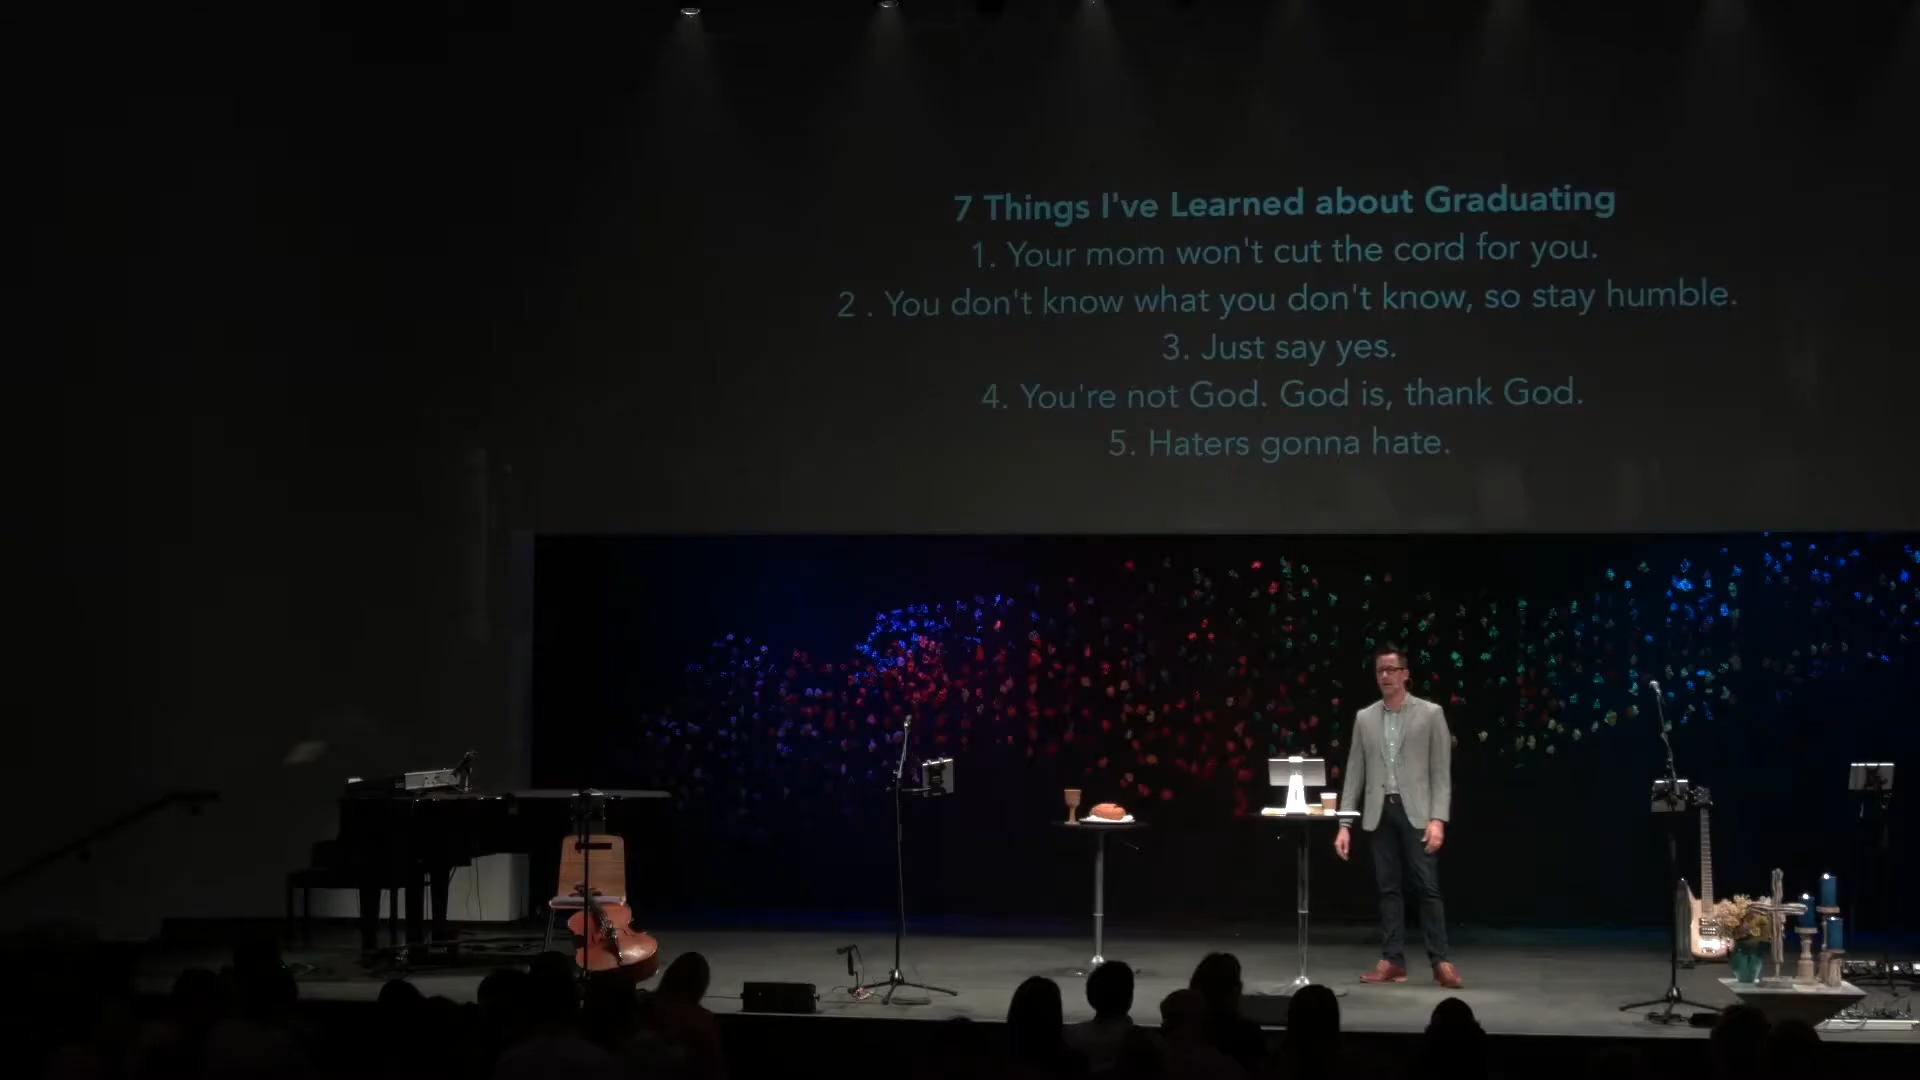 7 Things I've Learned about Graduating
1. Your mom won't cut the cord for you.
2 . You don't know what you don't know, so stay humble.
3. Just say yes.
4. You're not God. God is, thank God.
5. Haters gonna hate.